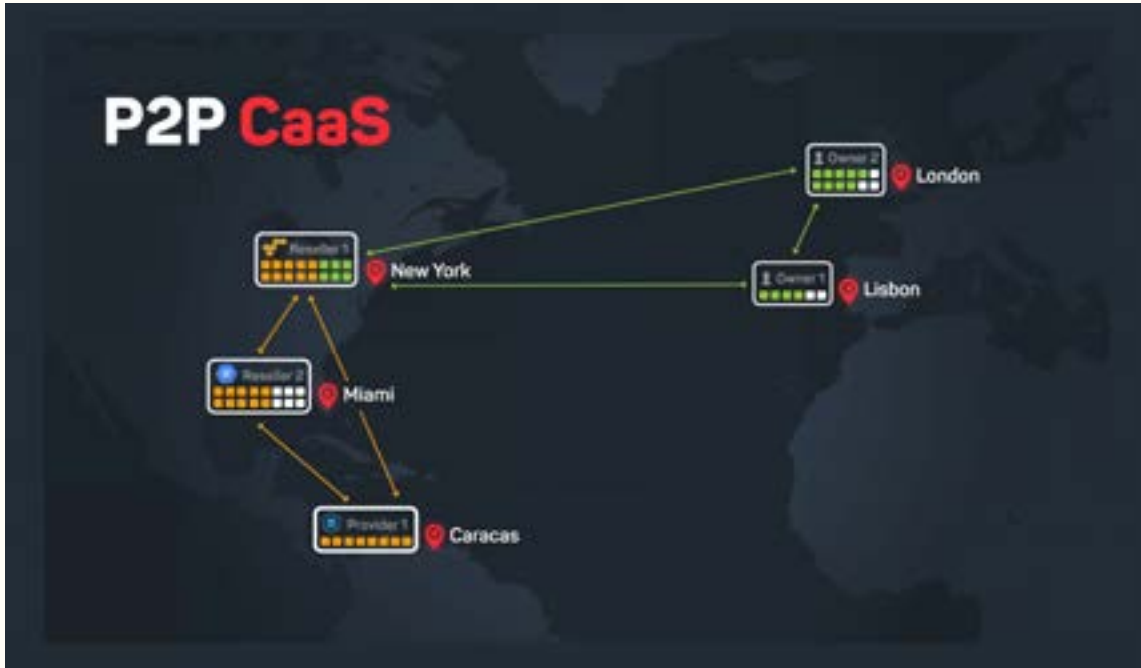 P2P CaaS
Owner 2
London
Reseller 1
New York
Owner 1
Lisbon
Reseller 2
Miami
Provider 1
Caracas